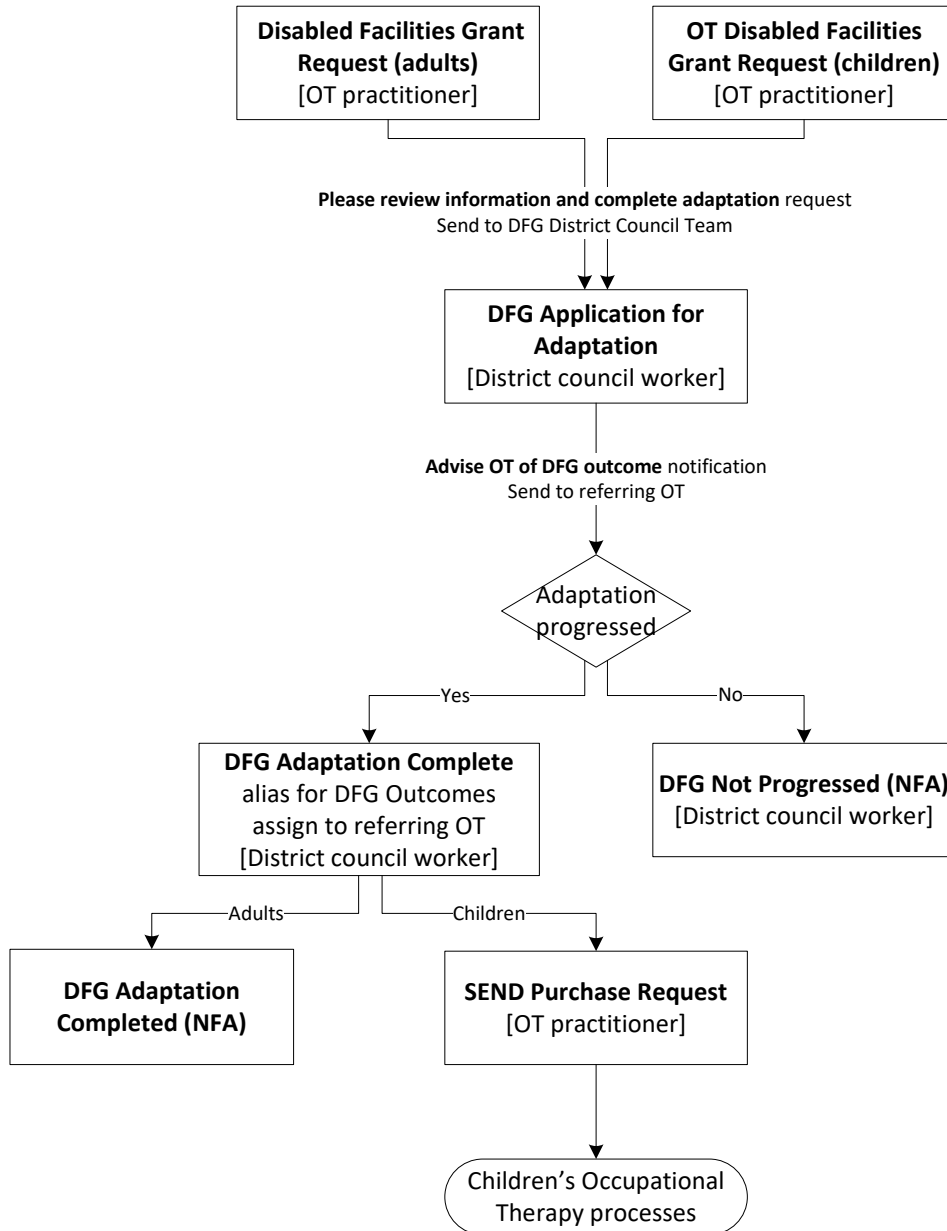 Disabled Facilities Grant
Request (adults)
[OT practitioner]
OT Disabled Facilities
Grant Request (children)
[OT practitioner]
Please review information and complete adaptation request
Send to DFG District Council Team
DFG Application for
Adaptation
[District council worker]
Advise OT of DFG outcome notification
Send to referring OT
Adaptation
progressed
Yes
No
DFG Adaptation Complete
alias for DFG Outcomes
assign to referring OT
[District council worker]
DFG Not Progressed (NFA)
[District council worker]
Adults
Children
DFG Adaptation
Completed (NFA)
SEND Purchase Request
[OT practitioner]
Children’s Occupational
Therapy processes